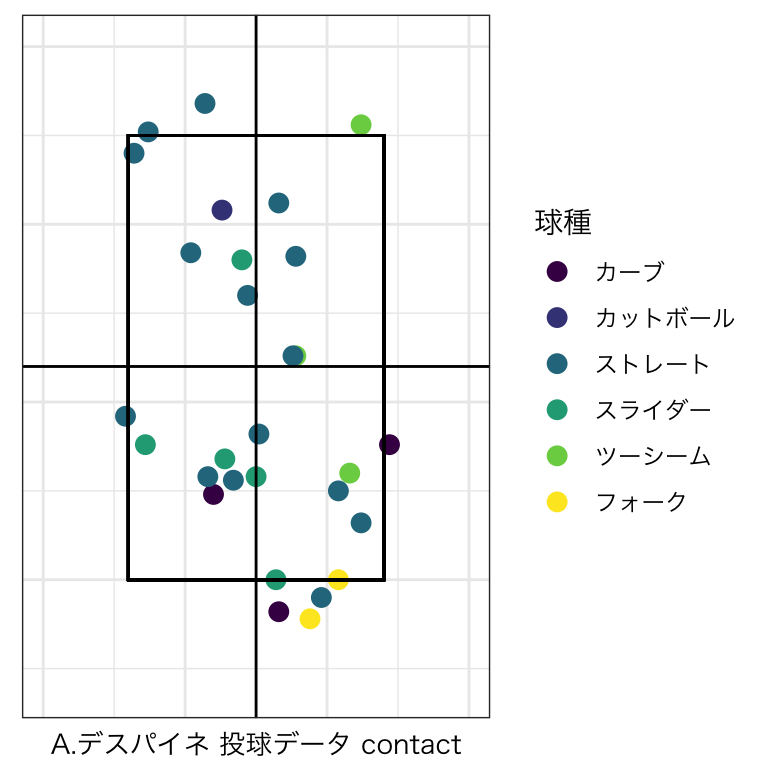 球種
カーブ
カットボール
ストレート
スライダー
ツーシーム
フォーク
A.デスパイネ 投球データ contact